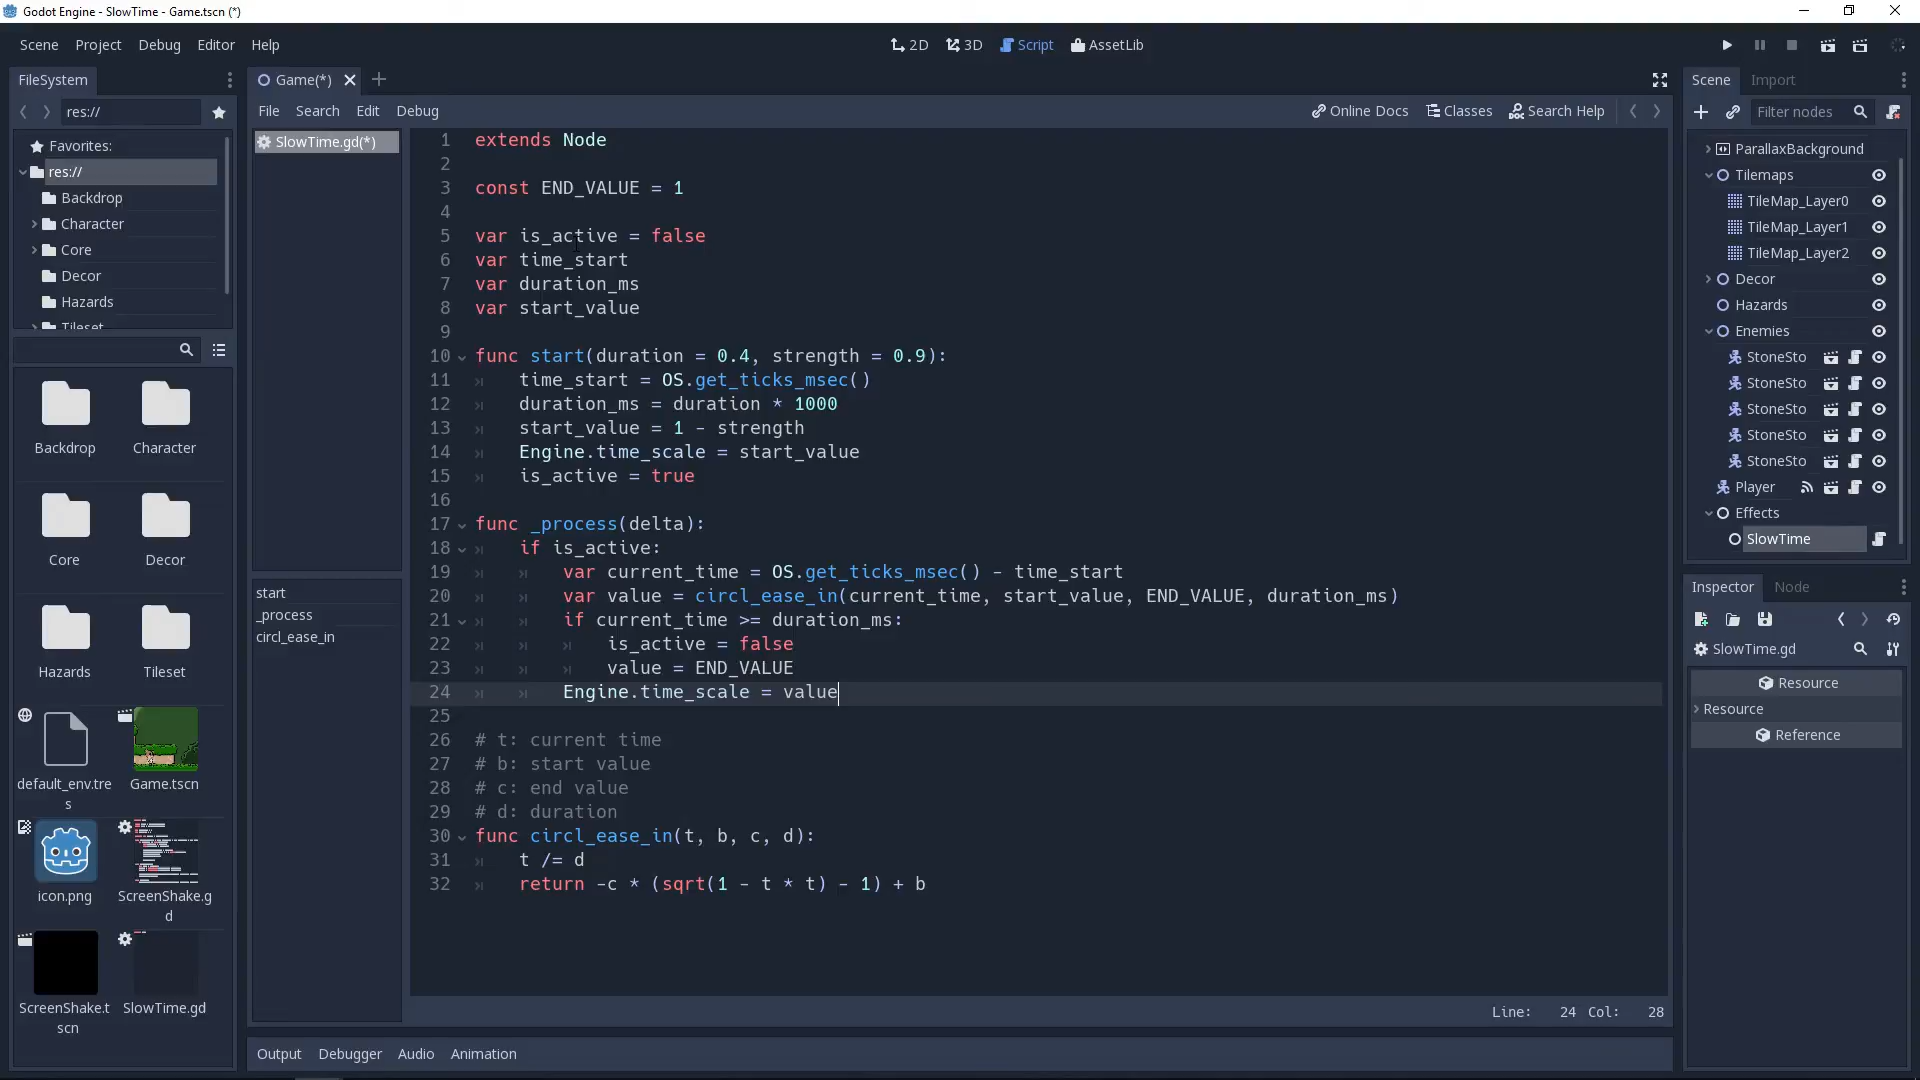 Godot Engine - SlowTime - Game.tscn (*)
Scene Project Debug Editor Help
2D 3D Script AssetLib
FileSystem
res://
Favorites:
res://
Backdrop
Character
Core
Decor
Hazards
Tileset
Backdrop Character
Core Decor
Hazards Tileset
default_env.tre
s
Game.tscn
icon.png
ScreenShake.g
d
ScreenShake.t
scn
SlowTime.gd
Game(*)
File Search Edit Debug
Online Docs Classes Search Help
SlowTime.gd(*)
start
_process
circl_ease_in
1 extends Node
2
3 const END_VALUE = 1
4
5 var is_active = false
6 var time_start
7 var duration_ms
8 var start_value
9
10 func start(duration = 0.4, strength = 0.9):
11 time_start = OS.get_ticks_msec()
12 duration_ms = duration * 1000
13 start_value = 1 - strength
14 Engine.time_scale = start_value
15 is_active = true
16
17 func _process(delta):
18 if is_active:
19 var current_time = OS.get_ticks_msec() - time_start
20 var value = circl_ease_in(current_time, start_value, END_VALUE, duration_ms)
21 if current_time >= duration_ms:
22 is_active = false
23 value = END_VALUE
24 Engine.time_scale = value
25
26 # t: current time
27 # b: start value
28 # c: end value
29 # d: duration
30 func circl_ease_in(t, b, c, d):
31 t /= d
32 return -c * (sqrt(1 - t * t) - 1) + b
Line: 24 Col: 28
Output Debugger Audio Animation
Scene Import
Filter nodes
ParallaxBackground
Tilemaps
TileMap_Layer0
TileMap_Layer1
TileMap_Layer2
Decor
Hazards
Enemies
StoneSto
StoneSto
StoneSto
StoneSto
StoneSto
Player
Effects
SlowTime
Inspector Node
SlowTime.gd
Resource
Resource
Reference